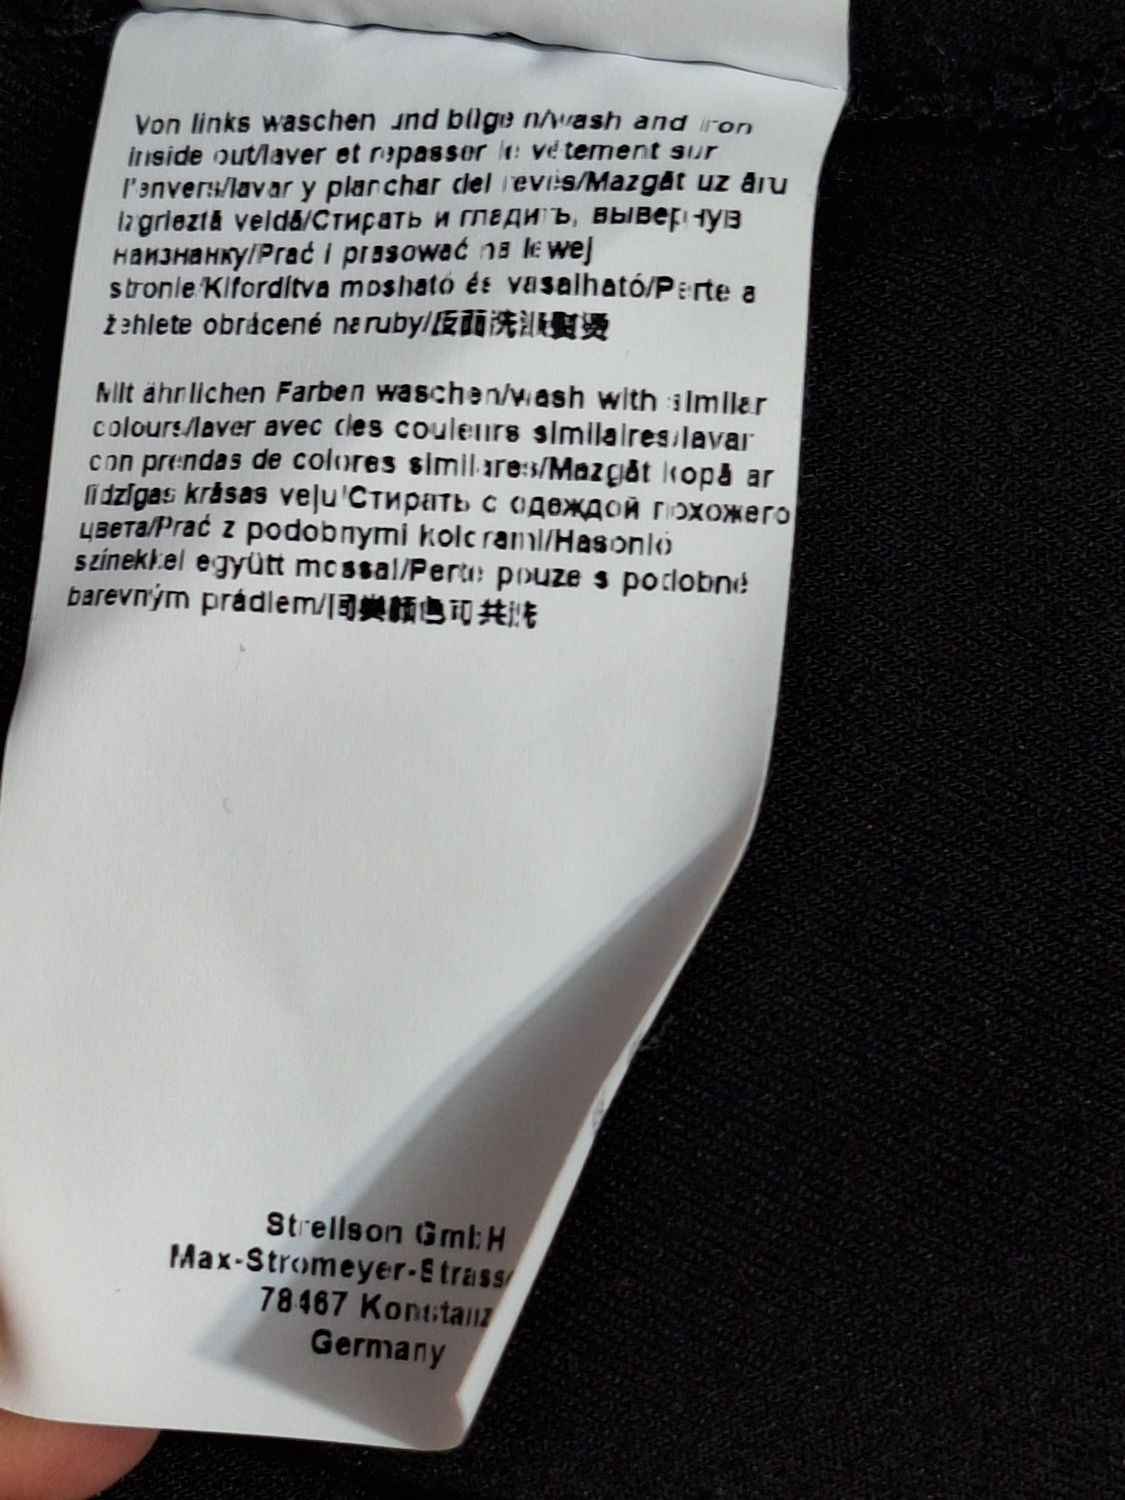 Von links waschen und bügeln/wash and iron
inside out/laver et repasser le vêtement sur
l'envers/lavar y planchar del revés/Mazgāt uz āru
izgrieztā veidā/Стирать и гладить, вывернув
наизнанку/Prać i prasować na lewej
stronie/Kifordítva mosható és vasalható/Perte a
žehlete obráceně naruby/反面洗滌熨燙
Mit ähnlichen Farben waschen/wash with similar
colours/laver avec des couleurs similaires/lavar
con prendas de colores similares/Mazgāt kopā ar
līdzīgas krāsas veļu/Стирать с одеждой похожего
цвета/Prać z podobnymi kolorami/Hasonló
színekkel együtt mossa!/Perte pouze s podobně
barevným prádlem/同類顏色可共洗
Strellson GmbH
Max-Stromeyer-Strasse
78467 Konstanz
Germany